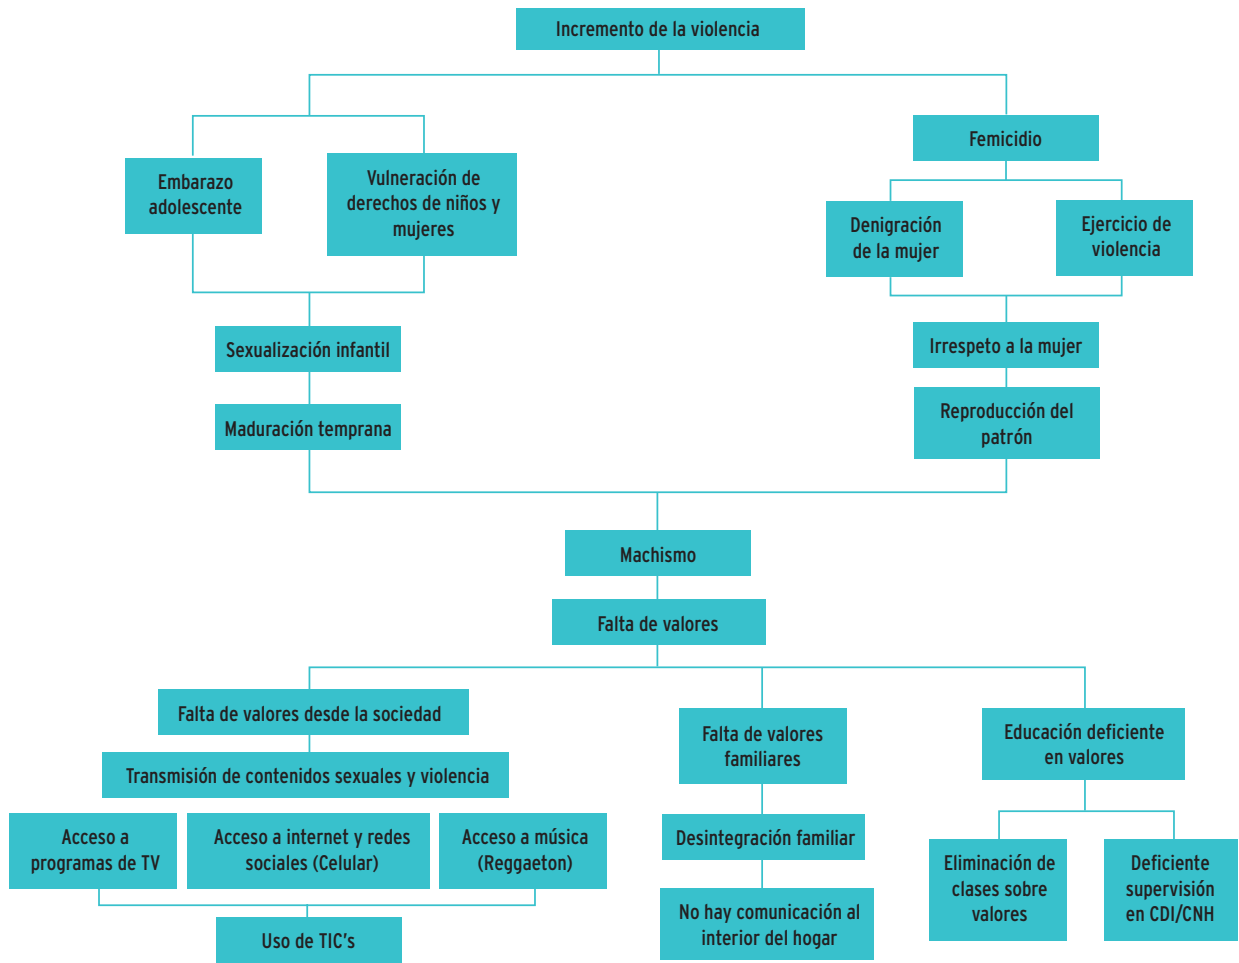 Incremento de la violencia
Femicidio
Embarazo
adolescente
Vulneración de
derechos de niños y
mujeres
Denigración
de la mujer
Ejercicio de
violencia
Sexualización infantil
Irrespeto a la mujer
Maduración temprana
Reproducción del
patrón
Machismo
Falta de valores
Falta de valores desde la sociedad
Falta de valores
familiares
Educación deficiente
en valores
Transmisión de contenidos sexuales y violencia
Acceso a
programas de TV
Acceso a internet y redes
sociales (Celular)
Acceso a música
(Reggaeton)
Desintegración familiar
Eliminación de
clases sobre
valores
Deficiente
supervisión
en CDI/CNH
No hay comunicación al
interior del hogar
Uso de TIC's